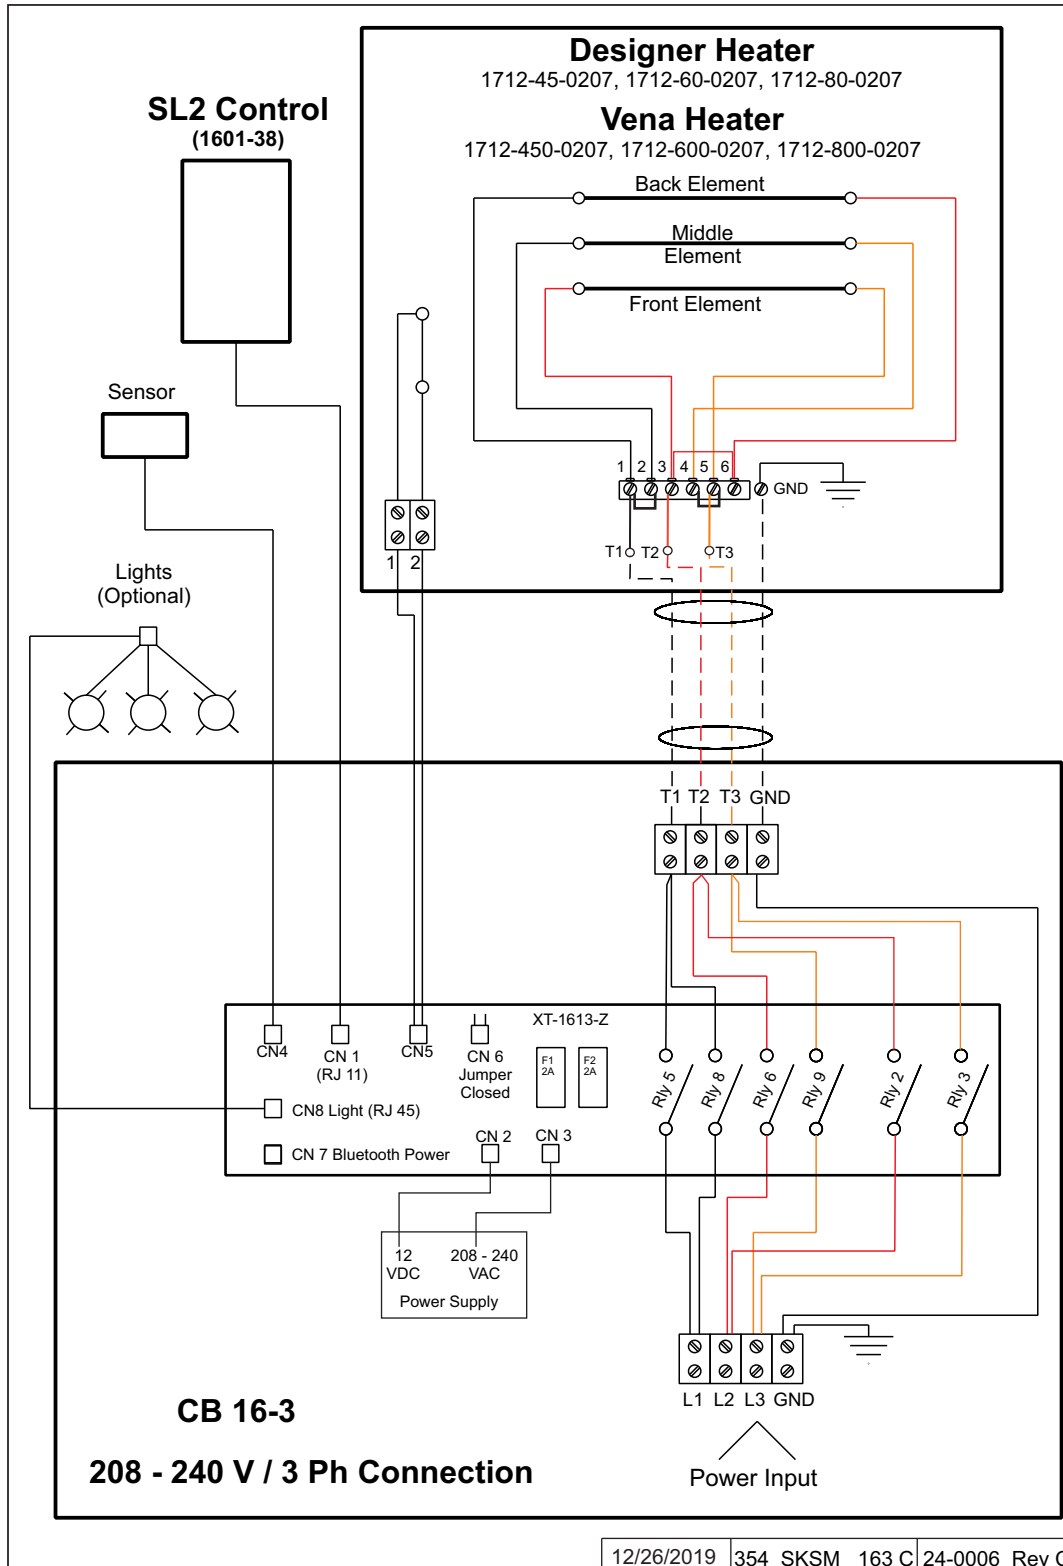 Designer Heater
1712-45-0207, 1712-60-0207, 1712-80-0207
Vena Heater
1712-450-0207, 1712-600-0207, 1712-800-0207
SL2 Control
(1601-38)
Back Element
Middle
Element
Front Element
Sensor
1 2 3 4 5 6
GND
T1 T2 T3
1 2
Lights
(Optional)
T1 T2 T3 GND
XT-1613-Z
CN4
CN 1
(RJ 11)
CN5
CN 6
Jumper
Closed
F1
2A
F2
2A
Rly 5
Rly 8
Rly 6
Rly 9
Rly 2
Rly 3
CN8 Light (RJ 45)
CN 7 Bluetooth Power
CN 2
CN 3
12
VDC
208 - 240
VAC
Power Supply
L1 L2 L3 GND
Power Input
CB 16-3
208 - 240 V / 3 Ph Connection
12/26/2019 354 SKSM 163 C 24-0006 Rev